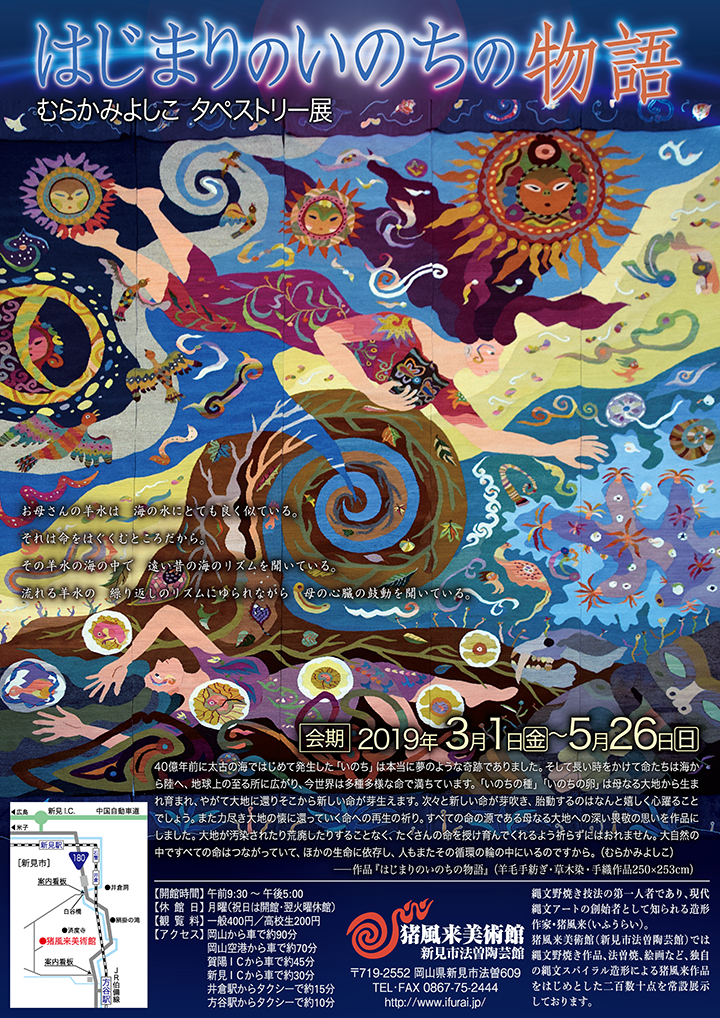 はじまりのいのちの物語
むらかみよしこ タペストリー展
お母さんの羊水は　海の水にとても良く似ている。
それは命をはぐくむところだから。
その羊水の海の中で　遠い昔の海のリズムを聞いている。
流れる羊水の　繰り返しのリズムにゆられながら　母の心臓の鼓動を聞いている。
会期 2019年 3月1日金～5月26日日
40億年前に太古の海ではじめて発生した「いのち」は本当に夢のような奇跡でありました。そして長い時をかけて命たちは海か
ら陸へ、地球上の至る所に広がり、今世界は多種多様な命で満ちています。「いのちの種」「いのちの卵」は母なる大地から生ま
れ育まれ、やがて大地に還りそこから新しい命が芽生えます。次々と新しい命が芽吹き、胎動するのはなんと嬉しく心躍ること
でしょう。また力尽き大地の懐に還っていく命への再生の祈り。すべての命の源である母なる大地への深い畏敬の思いを作品に
しました。大地が汚染されたり荒廃したりすることなく、たくさんの命を授け育んでくれるよう祈らずにはおれません。大自然の
中ですべての命はつながっていて、ほかの生命に依存し、人もまたその循環の輪の中にいるのですから。（むらかみよしこ）
——作品『はじまりのいのちの物語』（羊毛手紡ぎ・草木染・手織作品250×253cm）
←広島
新見I.C.
中国自動車道
←米子
新見駅
180
[新見市]
案内看板
井倉洞
白谷橋
絹掛の滝
済度寺
猪風来美術館
案内看板
JR伯備線
方谷駅
【開館時間】午前9:30～午後5:00
【休館日】月曜（祝日は開館・翌火曜休館）
【観覧料】一般400円／高校生200円
【アクセス】岡山から車で約90分
岡山空港から車で約70分
賀陽ICから車で約45分
新見ICから車で約30分
井倉駅からタクシーで約15分
方谷駅からタクシーで約10分
猪風来美術館
新見市法曽陶芸館
〒719-2552 岡山県新見市法曽609
TEL・FAX 0867-75-2444
http://www.ifurai.jp/
縄文野焼き技法の第一人者であり、現代
縄文アートの創始者として知られる造形
作家・猪風来（いふうらい）。
猪風来美術館（新見市法曽陶芸館）では
縄文野焼き作品、法曽焼、絵画など、独自
の縄文スパイラル造形による猪風来作品
をはじめとした二百数十点を常設展示
しております。